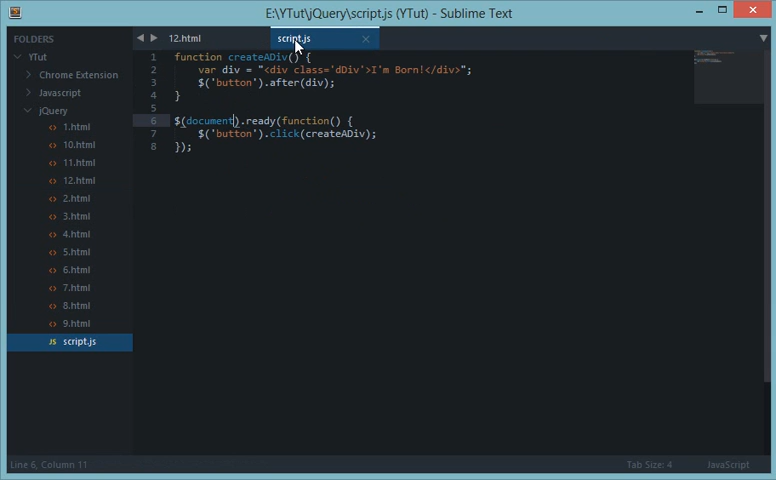 E:\YTut\jQuery\script.js (YTut) - Sublime Text
FOLDERS
YTut
Chrome Extension
Javascript
jQuery
1.html
10.html
11.html
12.html
2.html
3.html
4.html
5.html
6.html
7.html
8.html
9.html
JS script.js
12.html
script.js
1 function createADiv() {
2 var div = "<div class='dDiv'>I'm Born!</div>";
3 $('button').after(div);
4 }
5
6 $(document).ready(function() {
7 $('button').click(createADiv);
8 });
Line 6, Column 11
Tab Size: 4
JavaScript